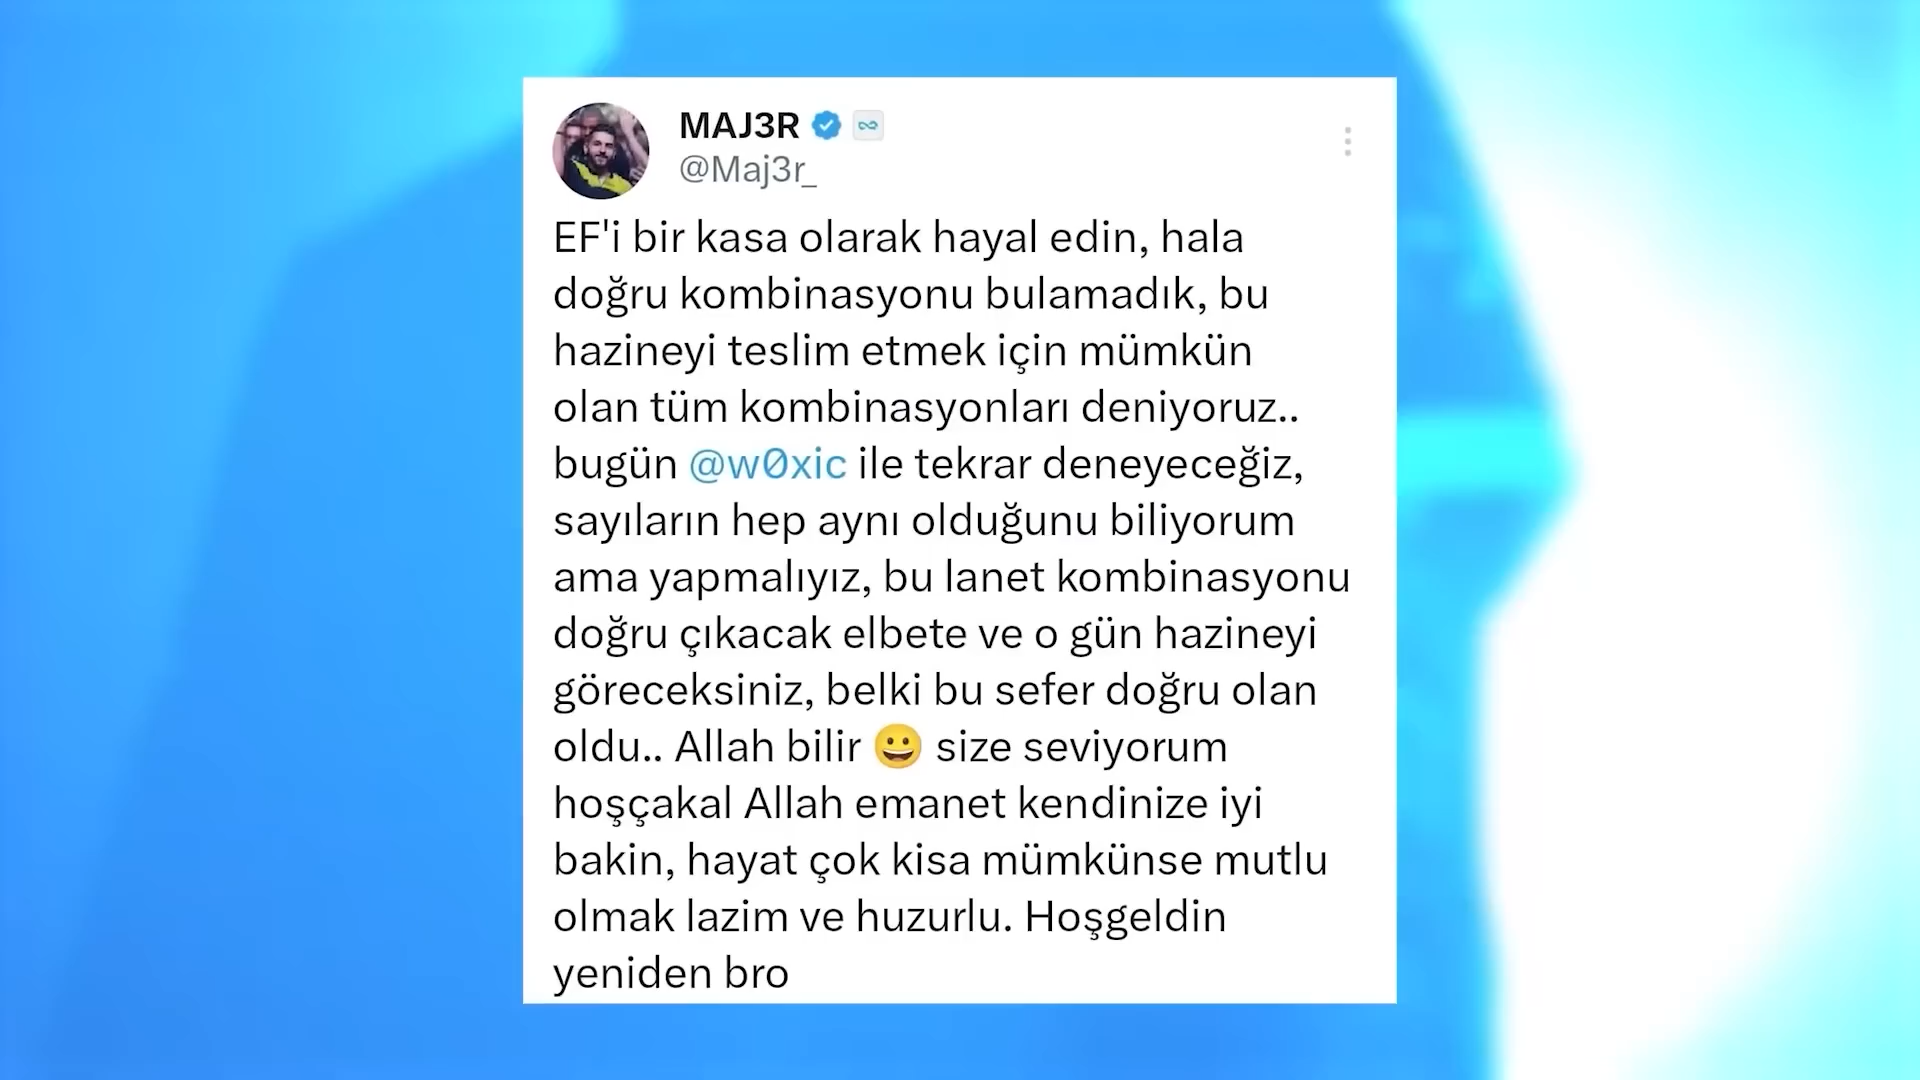 MAJ3R
@Maj3r_
EF'i bir kasa olarak hayal edin, hala
doğru kombinasyonu bulamadık, bu
hazineyi teslim etmek için mümkün
olan tüm kombinasyonları deniyoruz..
bugün @w0xic ile tekrar deneyeceğiz,
sayıların hep aynı olduğunu biliyorum
ama yapmalıyız, bu lanet kombinasyonu
doğru çıkacak elbete ve o gün hazineyi
göreceksiniz, belki bu sefer doğru olan
oldu.. Allah bilir 😀 size seviyorum
hoşçakal Allah emanet kendinize iyi
bakin, hayat çok kisa mümkünse mutlu
olmak lazim ve huzurlu. Hoşgeldin
yeniden bro